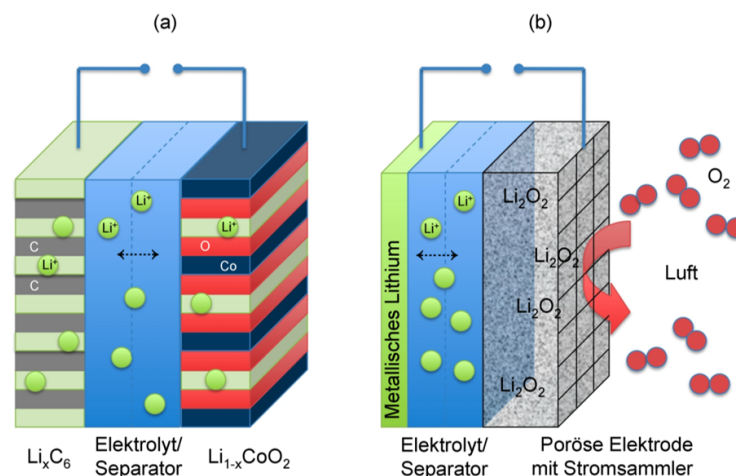 (a)
(b)
Li⁺
Li⁺
Li⁺
C
Li⁺
C
O
Co
LiₓC₆
Elektrolyt/
Separator
Li₁₋ₓCoO₂
Metallisches Lithium
Li⁺
Li⁺
Li₂O₂
Li₂O₂
Li₂O₂
Li₂O₂
O₂
Luft
Elektrolyt/
Separator
Poröse Elektrode
mit Stromsammler